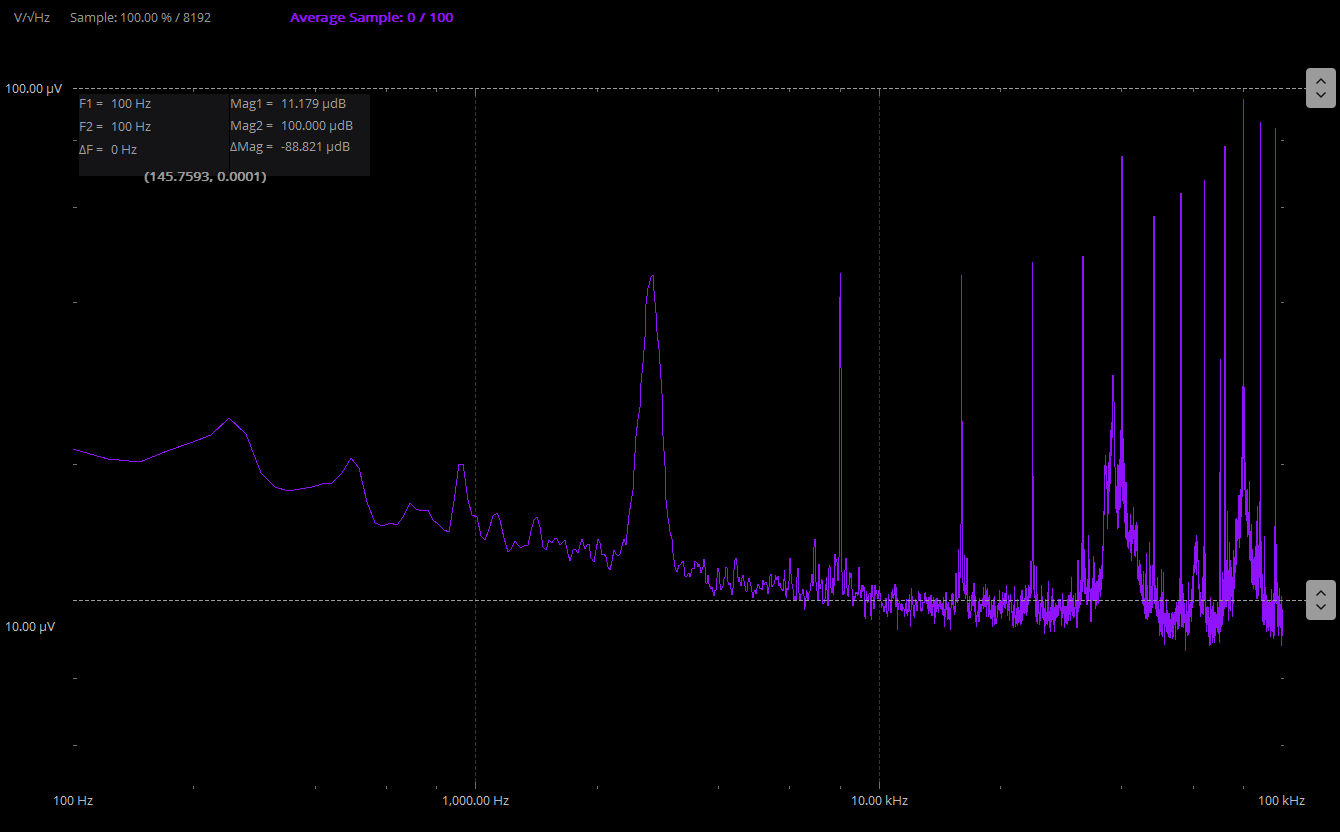 V/√Hz Sample: 100.00 % / 8192 Average Sample: 0 / 100
100.00 µV
F1 = 100 Hz Mag1 = 11.179 µdB
F2 = 100 Hz Mag2 = 100.000 µdB
ΔF = 0 Hz ΔMag = -88.821 µdB
(145.7593, 0.0001)
10.00 µV
100 Hz 1,000.00 Hz 10.00 kHz 100 kHz